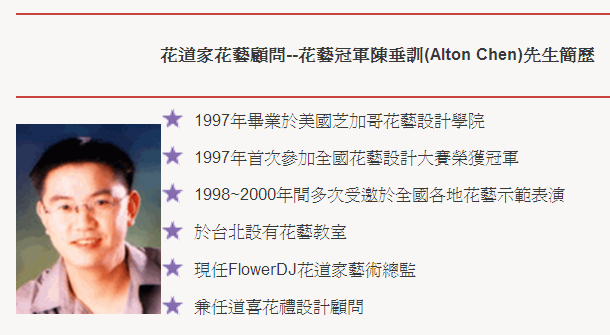 花道家花藝顧問--花藝冠軍陳垂訓(Alton Chen)先生簡歷
1997年畢業於美國芝加哥花藝設計學院
1997年首次參加全國花藝設計大賽榮獲冠軍
1998~2000年間多次受邀於全國各地花藝示範表演
於台北設有花藝教室
現任FlowerDJ花道家藝術總監
兼任道喜花禮設計顧問